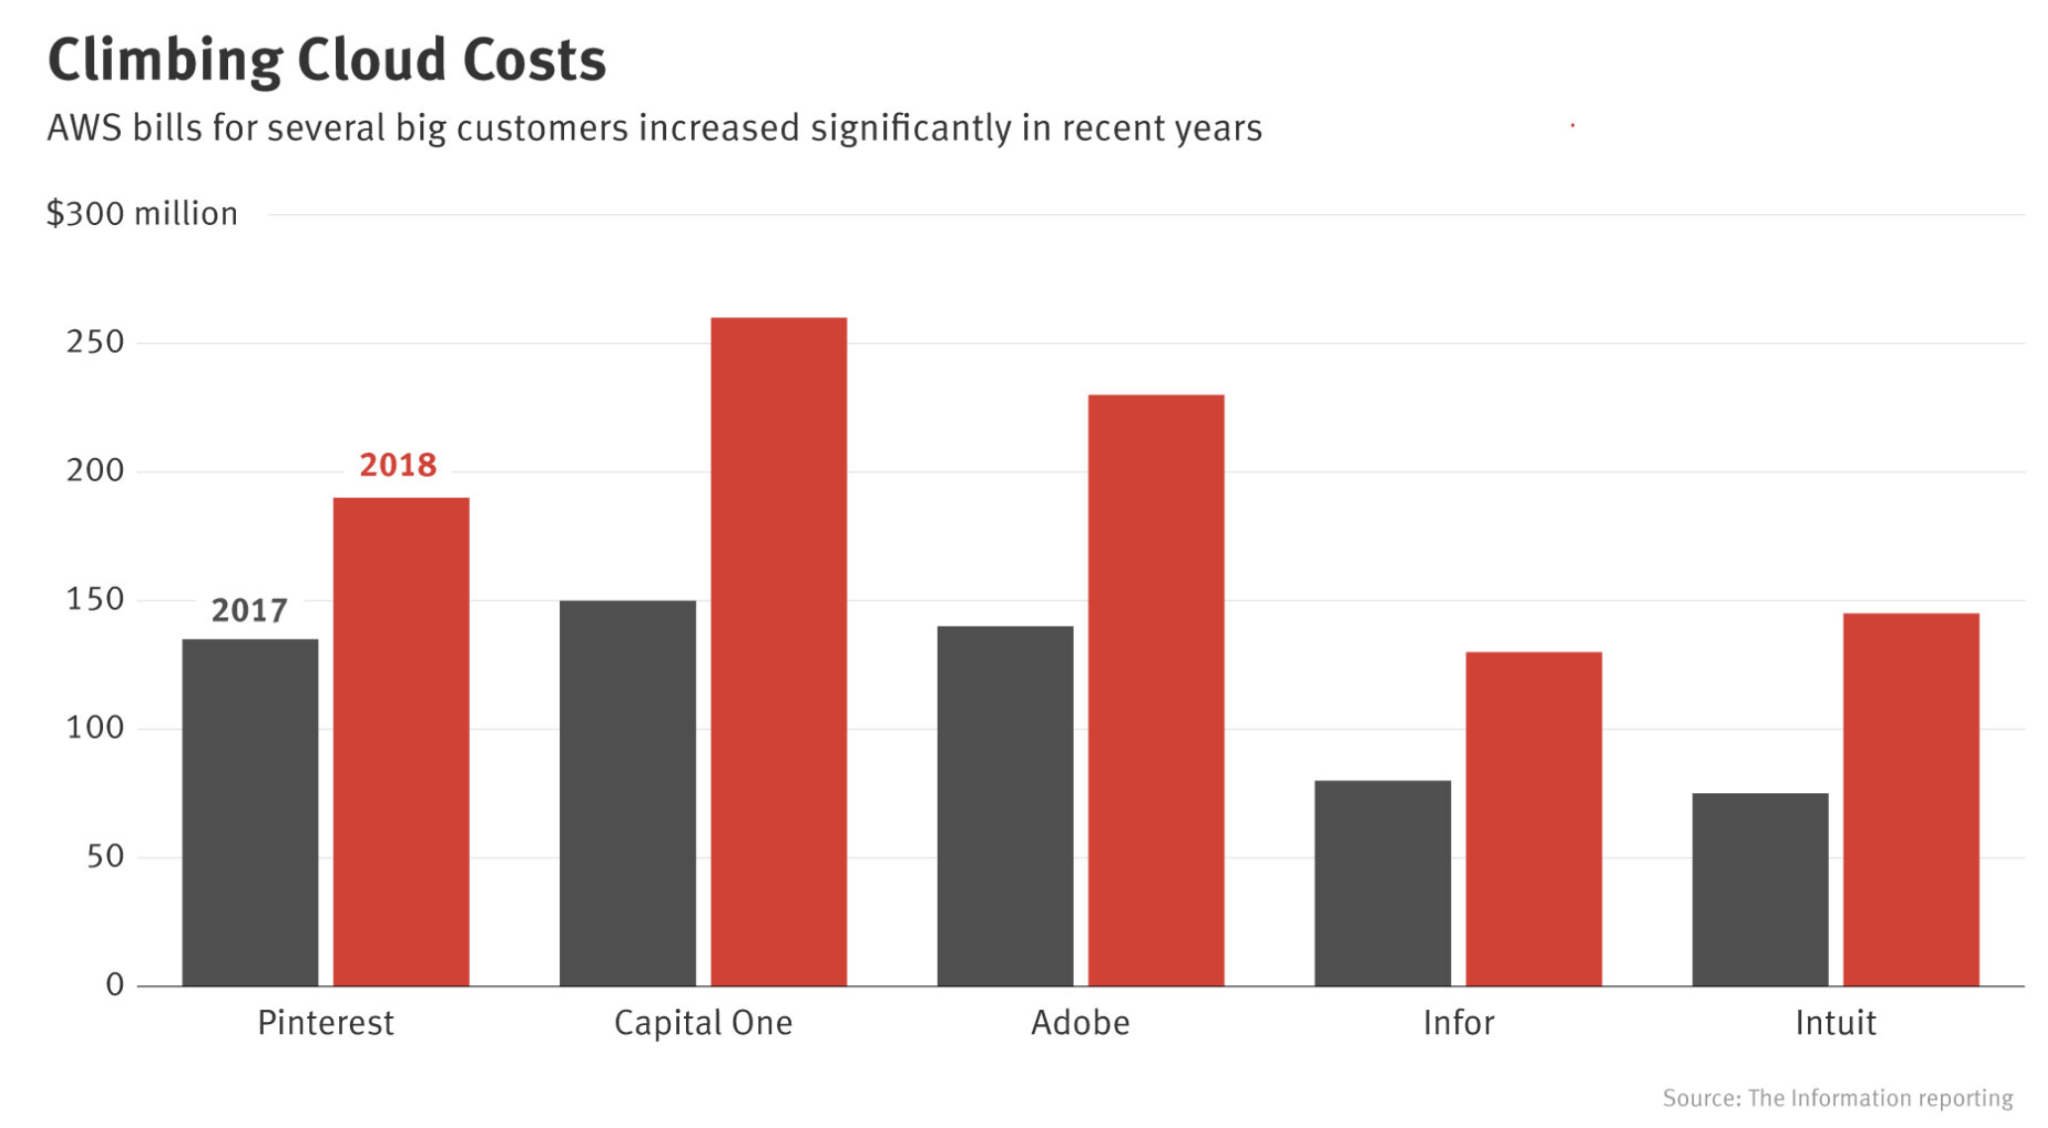 Climbing Cloud Costs
AWS bills for several big customers increased significantly in recent years
$300 million
250
200
150
100
50
0
2017
2018
Pinterest
Capital One
Adobe
Infor
Intuit
Source: The Information reporting